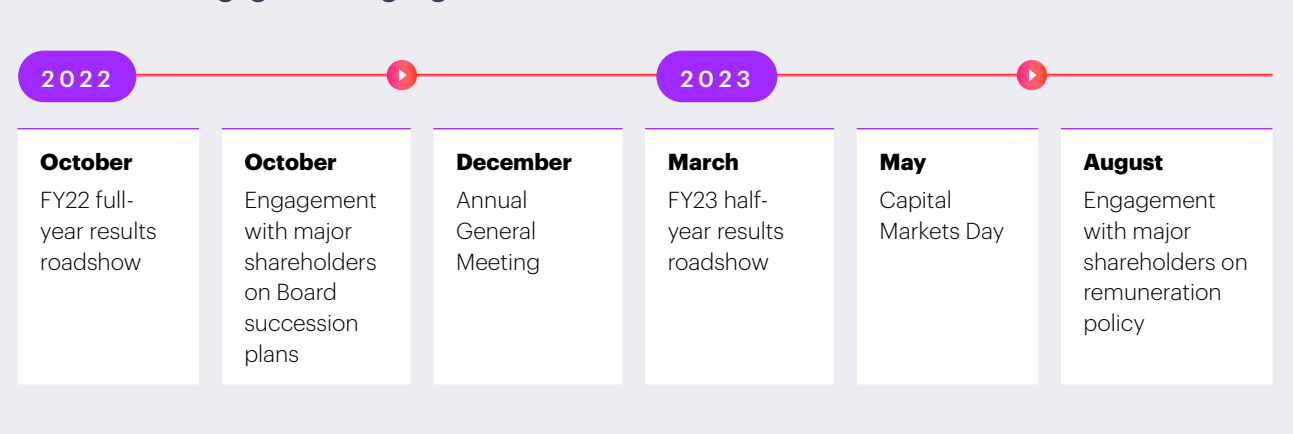 2022
2023
October
FY22 full-
year results
roadshow
October
Engagement
with major
shareholders
on Board
succession
plans
December
Annual
General
Meeting
March
FY23 half-
year results
roadshow
May
Capital
Markets Day
August
Engagement
with major
shareholders on
remuneration
policy